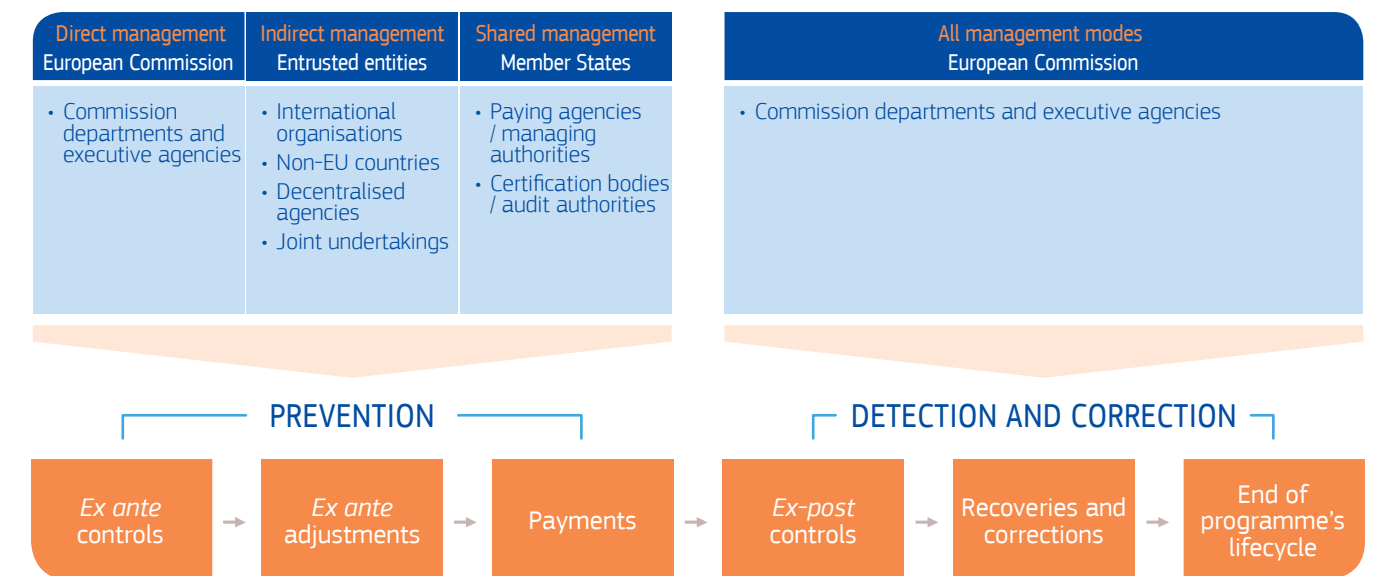 Direct management
European Commission
Indirect management
Entrusted entities
Shared management
Member States
All management modes
European Commission
• Commission
departments and
executive agencies
• International
organisations
• Non-EU countries
• Decentralised
agencies
• Joint undertakings
• Paying agencies
/ managing
authorities
• Certification bodies
/ audit authorities
• Commission departments and executive agencies
PREVENTION
DETECTION AND CORRECTION
Ex ante
controls
Ex ante
adjustments
Payments
Ex-post
controls
Recoveries and
corrections
End of
programme's
lifecycle